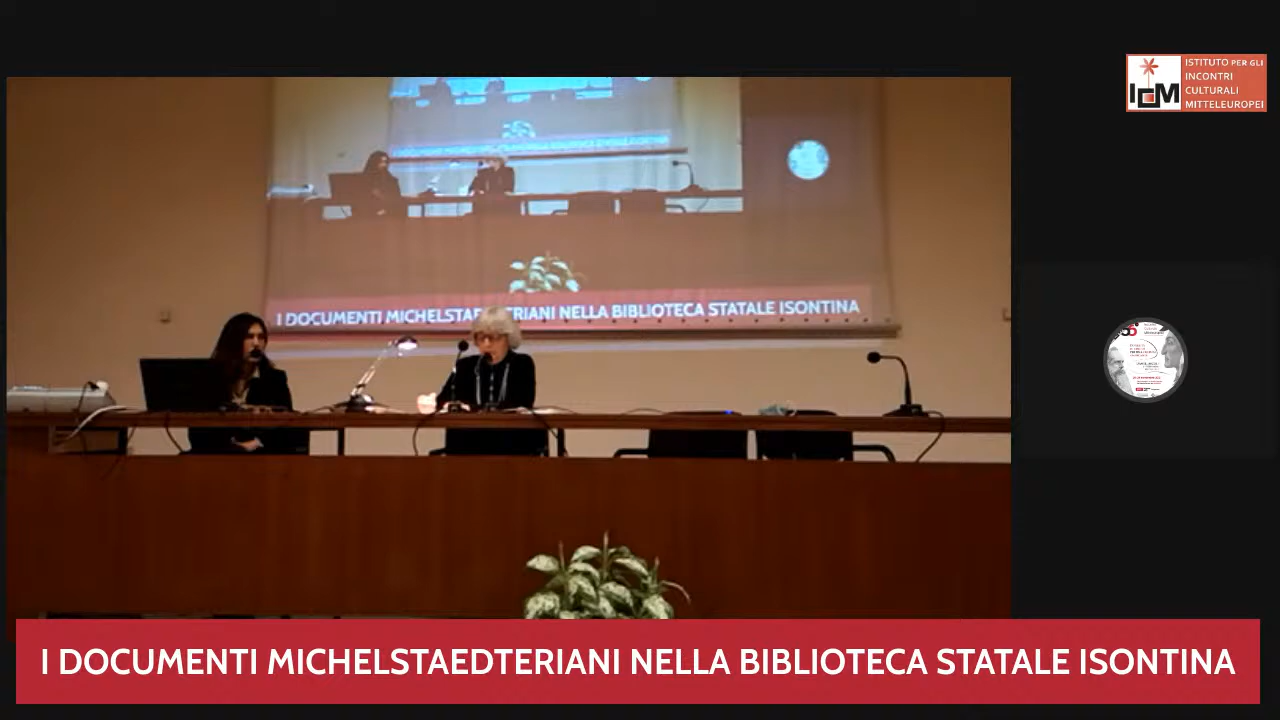 ISTITUTO PER GLI
INCONTRI
CULTURALI
MITTELEUROPEI
ICM
I DOCUMENTI MICHELSTAEDTERIANI NELLA BIBLIOTECA STATALE ISONTINA
I DOCUMENTI MICHELSTAEDTERIANI NELLA BIBLIOTECA STATALE ISONTINA